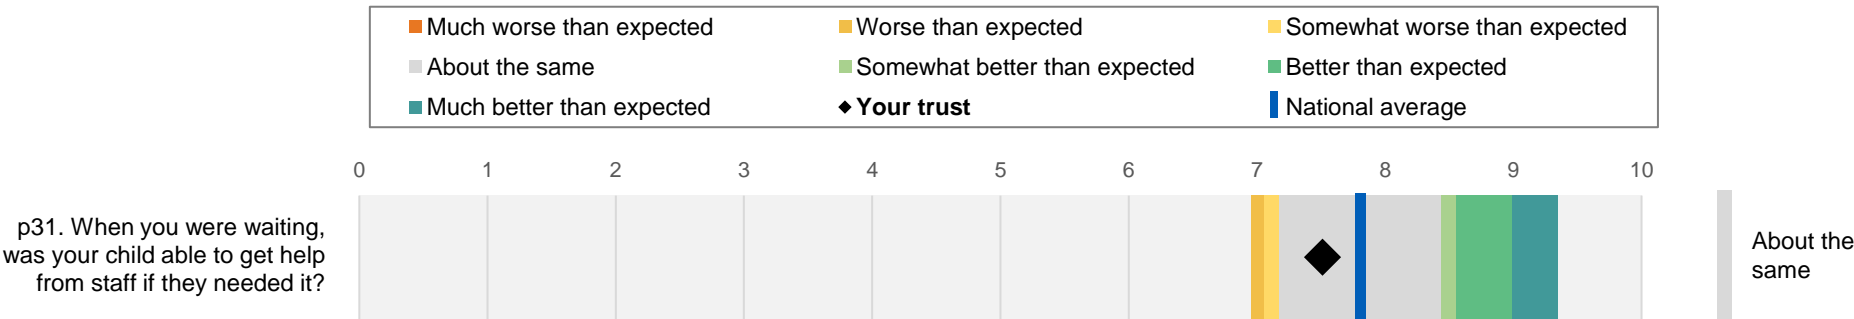 Much worse than expected
Worse than expected
Somewhat worse than expected
About the same
Somewhat better than expected
Better than expected
Much better than expected
Your trust
National average
0 1 2 3 4 5 6 7 8 9 10
p31. When you were waiting,
was your child able to get help
from staff if they needed it?
About the
same